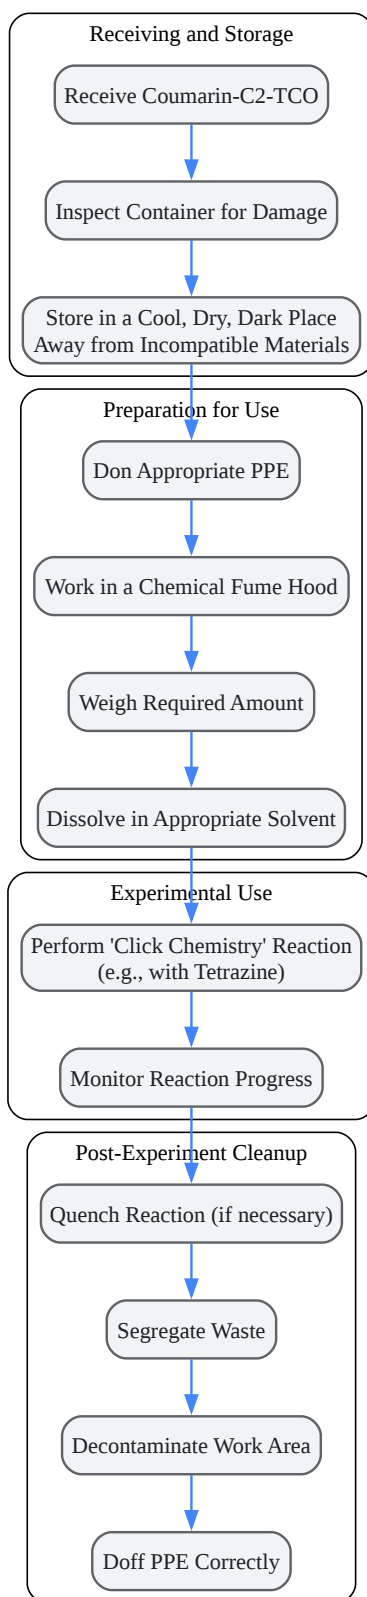 Receiving and Storage
Receive Coumarin-C2-TCO
Inspect Container for Damage
Store in a Cool, Dry, Dark Place
Away from Incompatible Materials
Preparation for Use
Don Appropriate PPE
Work in a Chemical Fume Hood
Weigh Required Amount
Dissolve in Appropriate Solvent
Experimental Use
Perform 'Click Chemistry' Reaction
(e.g., with Tetrazine)
Monitor Reaction Progress
Post-Experiment Cleanup
Quench Reaction (if necessary)
Segregate Waste
Decontaminate Work Area
Doff PPE Correctly